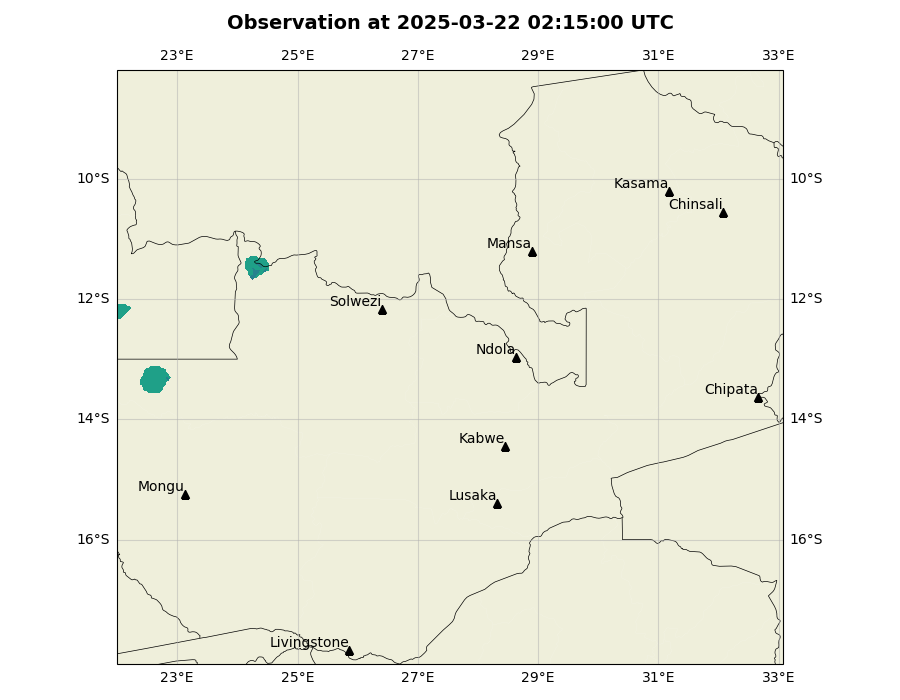 Observation at 2025-03-22 02:15:00 UTC
23°E 25°E 27°E 29°E 31°E 33°E
10°S 10°S
Kasama
Chinsali
Mansa
12°S 12°S
Solwezi
Ndola
Chipata
14°S 14°S
Kabwe
Mongu
Lusaka
16°S 16°S
Livingstone
23°E 25°E 27°E 29°E 31°E 33°E